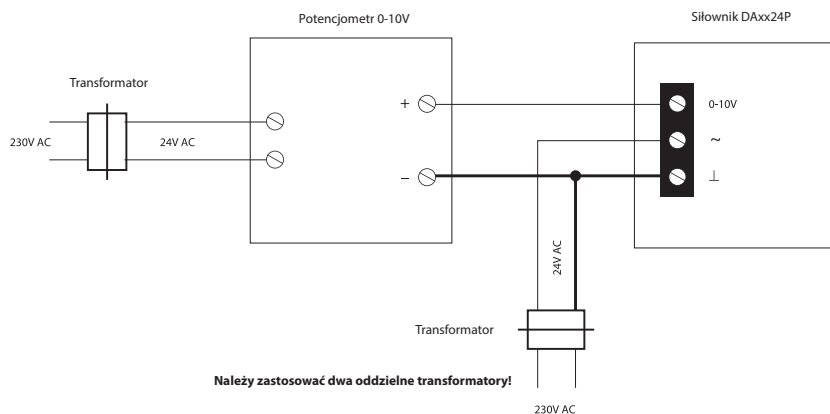 Potencjometr 0-10V
Siłownik DAxx24P
Transformator
230V AC
24V AC
+
–
0-10V
~
⊥
24V AC
Transformator
Należy zastosować dwa oddzielne transformatory!
230V AC